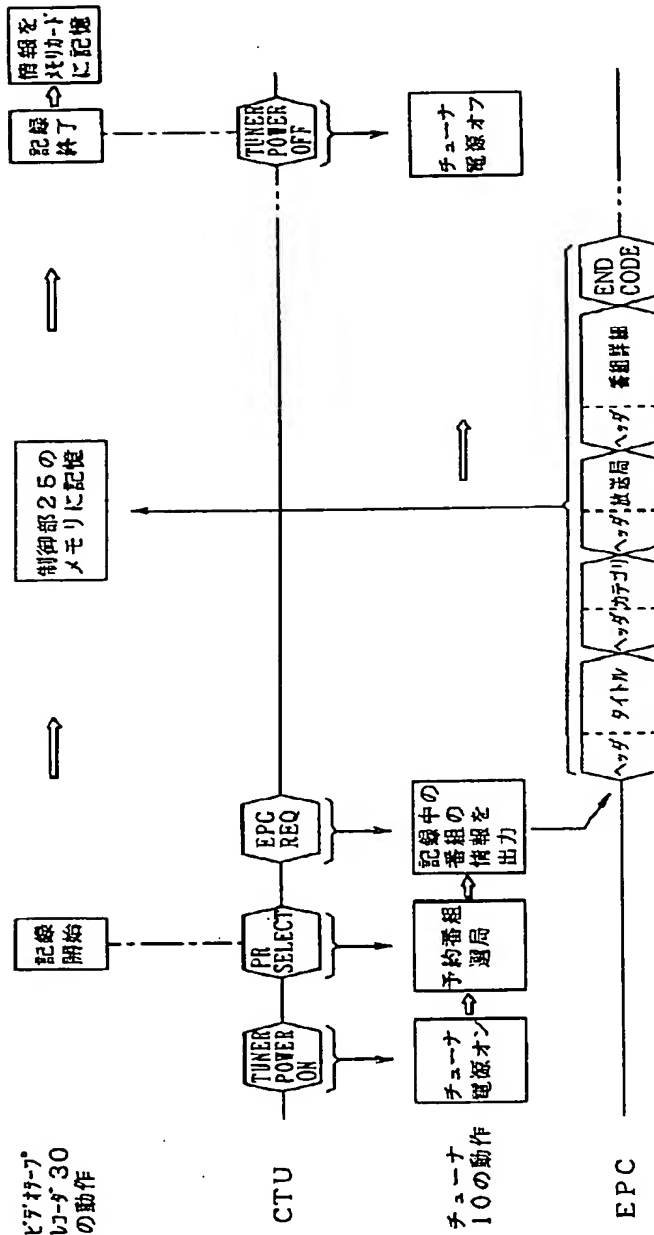 ビデオテープ
レコーダ30
の動作
記録
開始
制御部25の
メモリに記憶
記録
終了
情報を
メモリカード
に記憶
CTU
TUNER
POWER
ON
PR
SELECT
EPG
REQ
TUNER
POWER
OFF
チューナ
10の動作
チューナ
電源オン
予約番組
選局
記録中の
番組の
情報を
出力
チューナ
電源オフ
EPC
ヘッダ
タイトル
ヘッダ
カテゴリ
ヘッダ
放送局
ヘッダ
番組詳細
END
CODE